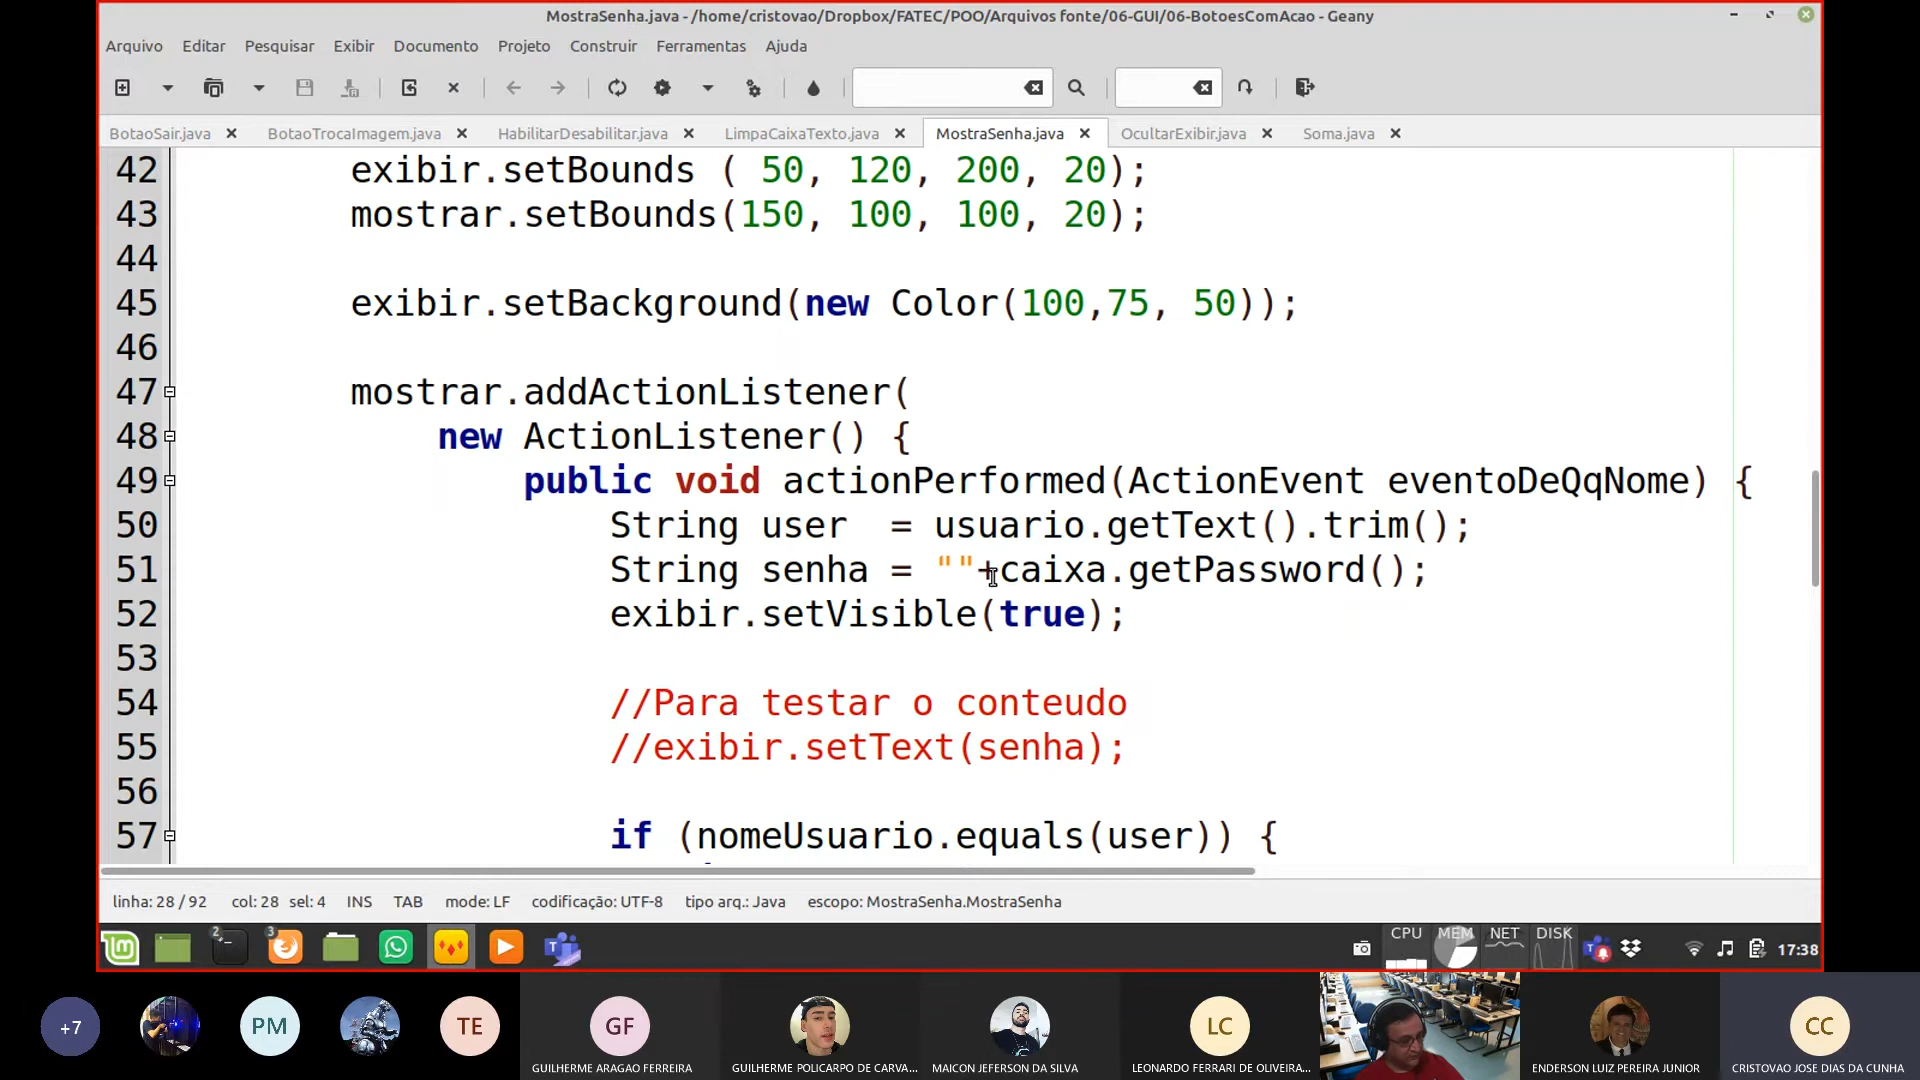 MostraSenha.java - /home/cristovao/Dropbox/FATEC/POO/Arquivos fonte/06-GUI/06-BotoesComAcao - Geany
Arquivo Editar Pesquisar Exibir Documento Projeto Construir Ferramentas Ajuda
BotaoSair.java BotaoTrocaImagem.java HabilitarDesabilitar.java LimpaCaixaTexto.java MostraSenha.java OcultarExibir.java Soma.java
42 exibir.setBounds ( 50, 120, 200, 20);
43 mostrar.setBounds(150, 100, 100, 20);
44
45 exibir.setBackground(new Color(100,75, 50));
46
47 mostrar.addActionListener(
48 new ActionListener() {
49 public void actionPerformed(ActionEvent eventoDeQqNome) {
50 String user  = usuario.getText().trim();
51 String senha = ""+caixa.getPassword();
52 exibir.setVisible(true);
53
54 //Para testar o conteudo
55 //exibir.setText(senha);
56
57 if (nomeUsuario.equals(user)) {
linha: 28 / 92 col: 28 sel: 4 INS TAB mode: LF codificação: UTF-8 tipo arq.: Java escopo: MostraSenha.MostraSenha
2 3 CPU MEM NET DISK 17:38
+7 PM TE GF LC CC
GUILHERME ARAGAO FERREIRA GUILHERME POLICARPO DE CARVA... MAICON JEFERSON DA SILVA LEONARDO FERRARI DE OLIVEIRA... ENDERSON LUIZ PEREIRA JUNIOR CRISTOVAO JOSE DIAS DA CUNHA